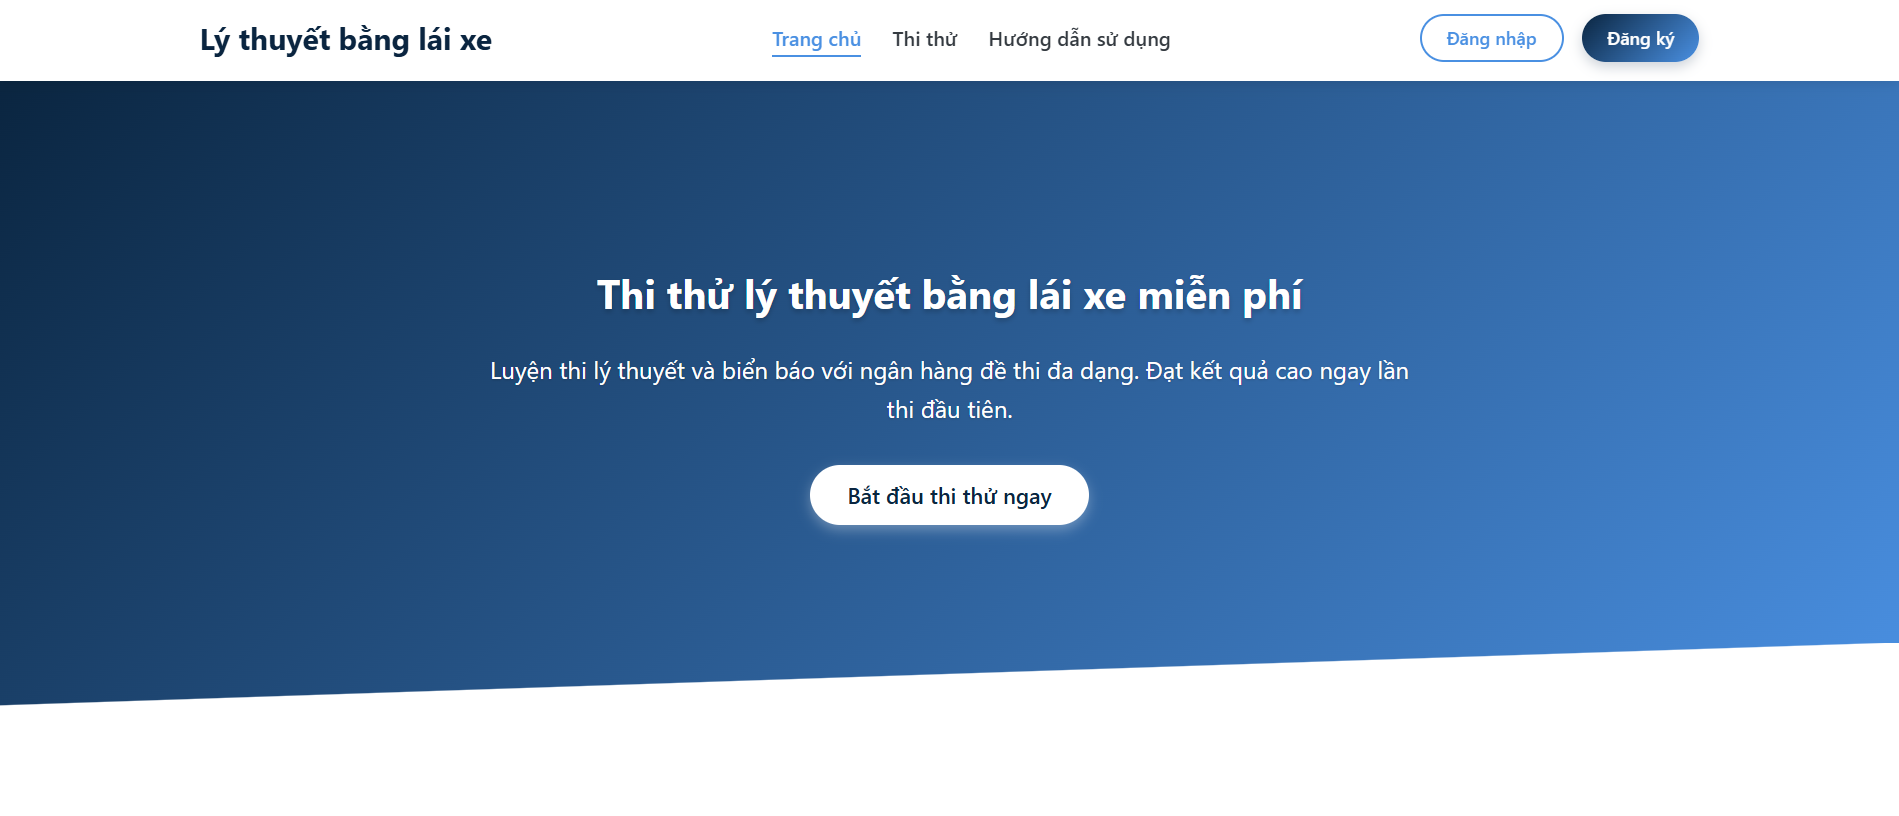 Lý thuyết bằng lái xe
Trang chủ
Thi thử
Hướng dẫn sử dụng
Đăng nhập
Đăng ký
Thi thử lý thuyết bằng lái xe miễn phí
Luyện thi lý thuyết và biển báo với ngân hàng đề thi đa dạng. Đạt kết quả cao ngay lần
thi đầu tiên.
Bắt đầu thi thử ngay